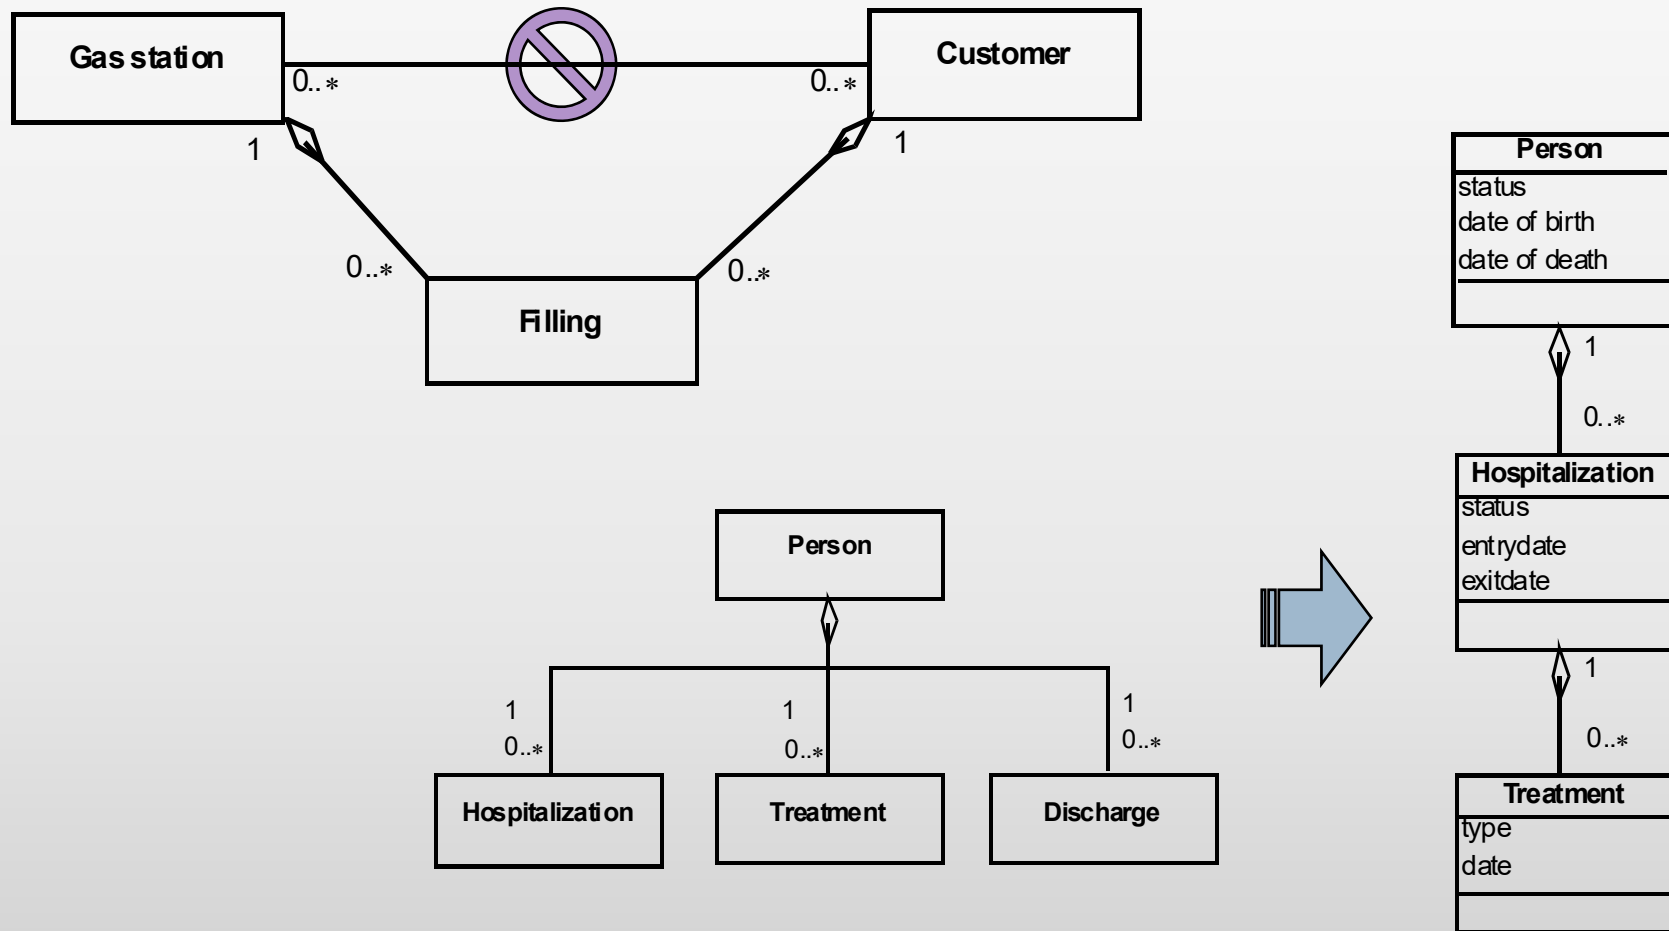 Gas station
Customer
0..*
0..*
1
1
0..*
0..*
Filling
Person
status
date of birth
date of death
1
0..*
Hospitalization
status
entrydate
exitdate
1
0..*
Treatment
type
date
Person
1
0..*
1
0..*
1
0..*
Hospitalization
Treatment
Discharge